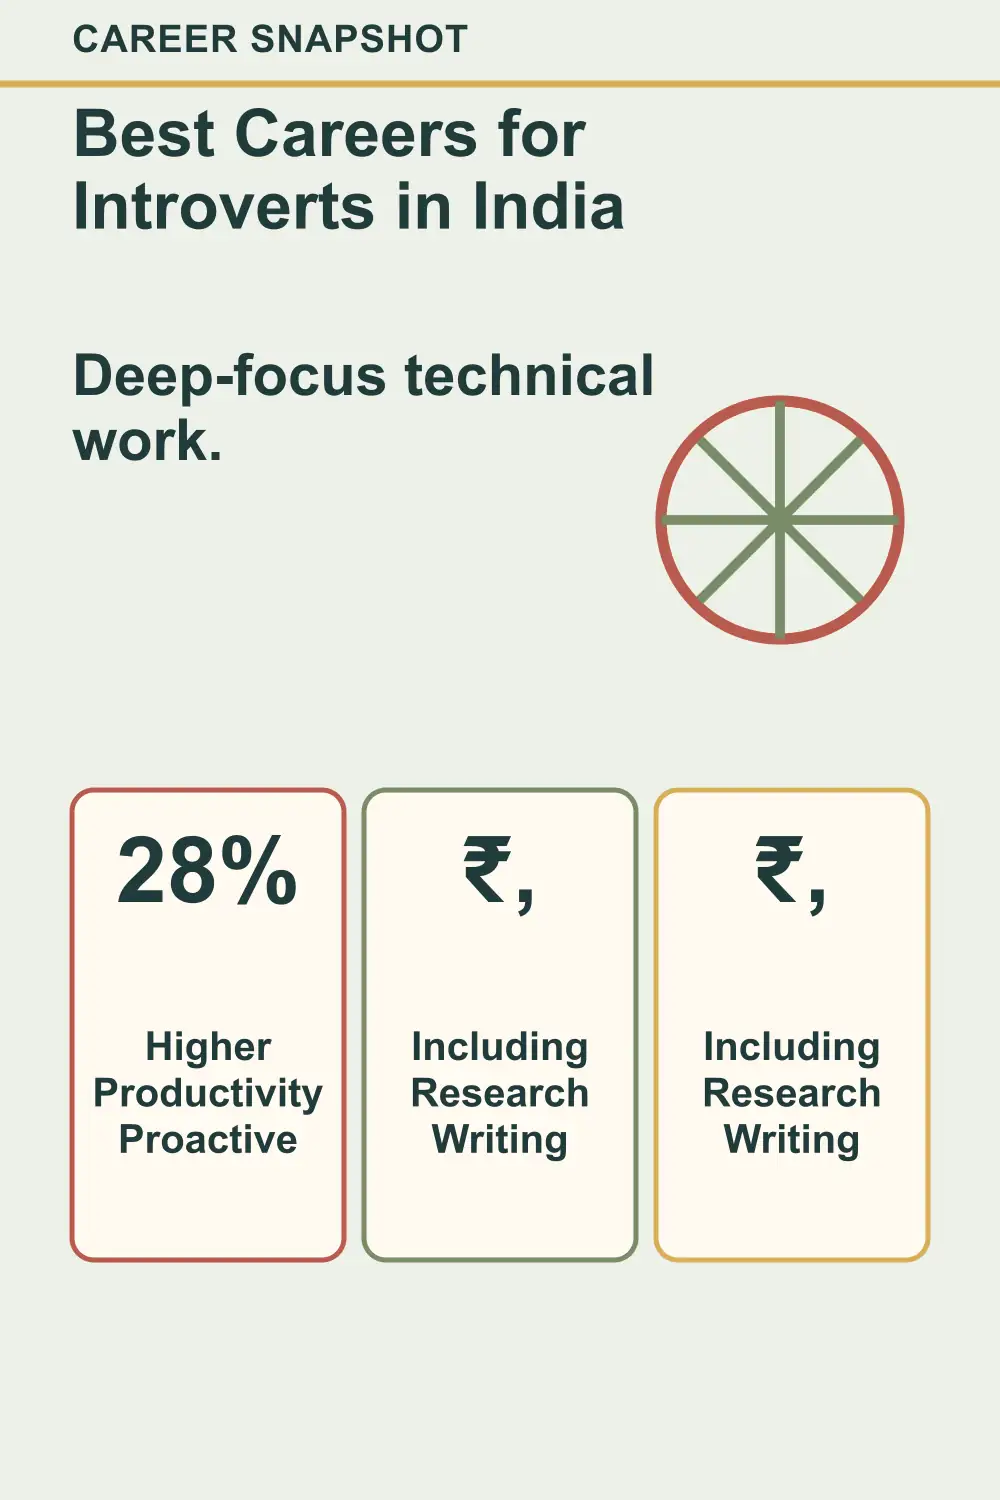 CAREER SNAPSHOT
Best Careers for
Introverts in India
Deep-focus technical
work.
28%
Higher
Productivity
Proactive
₹,
Including
Research
Writing
₹,
Including
Research
Writing